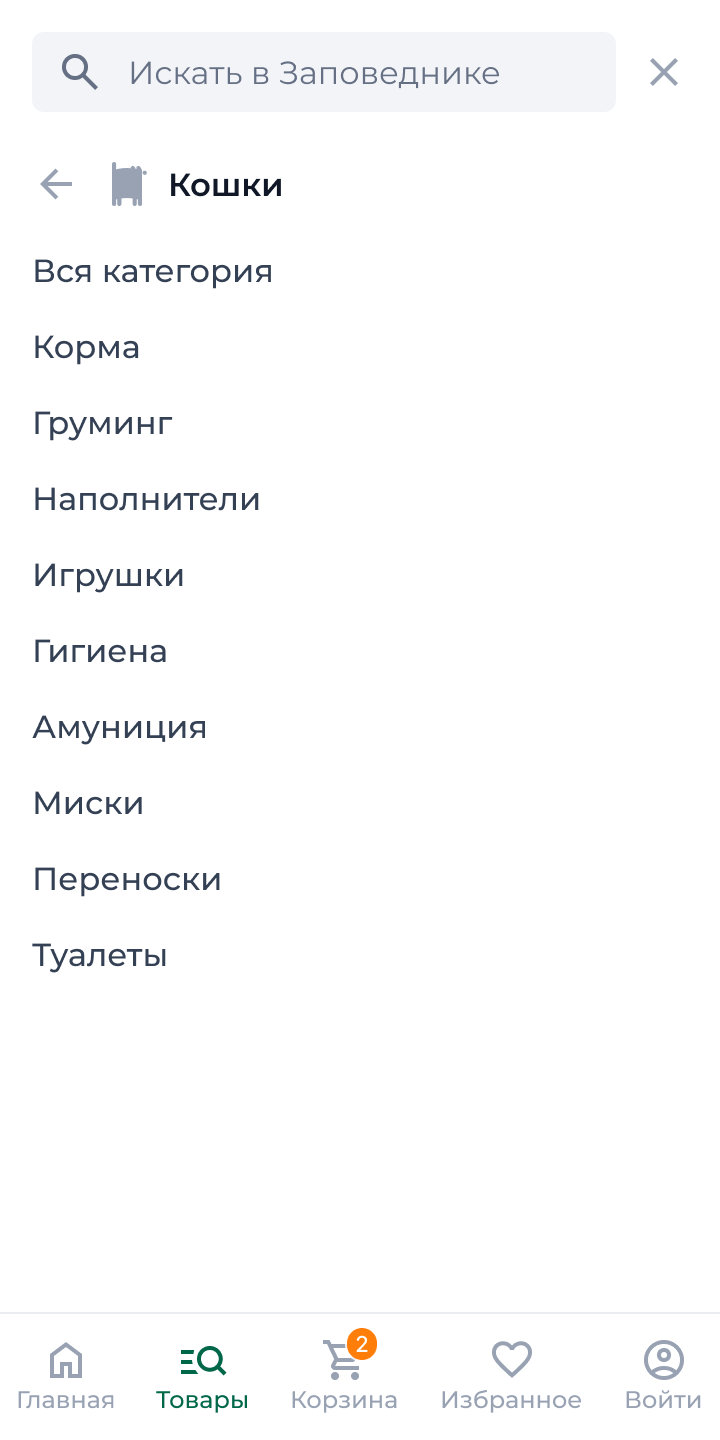 Искать в Заповеднике
Кошки
Вся категория
Корма
Груминг
Наполнители
Игрушки
Гигиена
Амуниция
Миски
Переноски
Туалеты
2
Главная
Товары
Корзина
Избранное
Войти